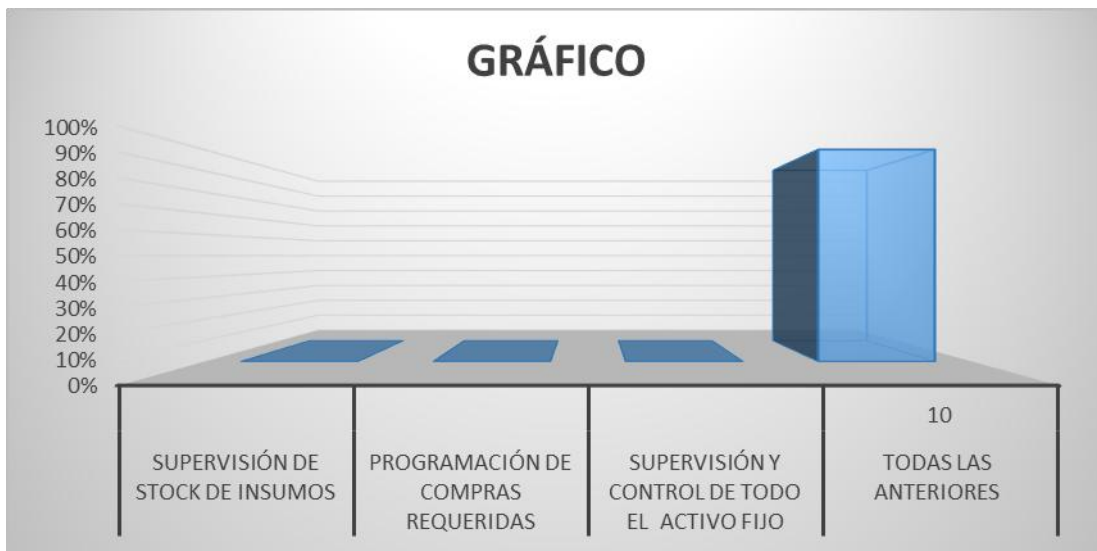 GRÁFICO
100%
90%
80%
70%
60%
50%
40%
30%
20%
10%
0%
10
SUPERVISIÓN DE
STOCK DE INSUMOS
PROGRAMACIÓN DE
COMPRAS
REQUERIDAS
SUPERVISIÓN Y
CONTROL DE TODO
EL ACTIVO FIJO
TODAS LAS
ANTERIORES